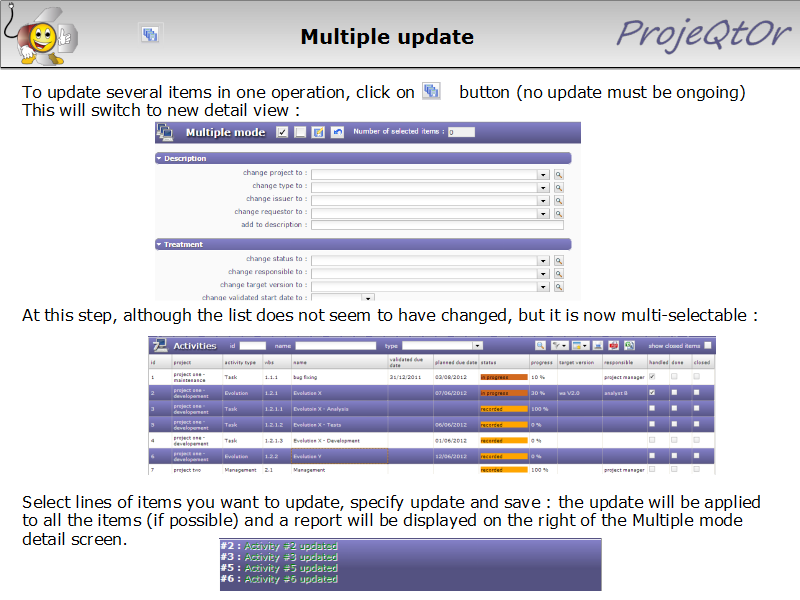 Multiple update
ProjeQtOr
To update several items in one operation, click on button (no update must be ongoing)
This will switch to new detail view :
Multiple mode Number of selected items : 0
Description
change project to :
change type to :
change issuer to :
change requestor to :
add to description :
Treatment
change status to :
change responsible to :
change target version to :
change validated start date to :
At this step, although the list does not seem to have changed, but it is now multi-selectable :
Activities id name type show closed items
id project activity type wbs name validated due date planned due date status progress target version responsible handled done closed
1 project one - maintenance Task 1.1.1 bug fixing 31/12/2011 03/08/2012 in progress 10 % project manager
2 project one - developement Evolution 1.2.1 Evolution X 07/06/2012 in progress 30 % we V2.0 analyst B
3 project one - developement Task 1.2.1.1 Evolution X - Analysis recorded 100 %
5 project one - developement Task 1.2.1.2 Evolution X - Tests 06/06/2012 recorded 0 %
4 project one - developement Task 1.2.1.3 Evolution X - Development 01/06/2012 recorded 0 %
6 project one - developement Evolution 1.2.2 Evolution Y 12/06/2012 recorded 0 %
7 project two Management 2.1 Management recorded 100 % project manager
Select lines of items you want to update, specify update and save : the update will be applied
to all the items (if possible) and a report will be displayed on the right of the Multiple mode
detail screen.
#2 : Activity #2 updated
#3 : Activity #3 updated
#5 : Activity #5 updated
#6 : Activity #6 updated